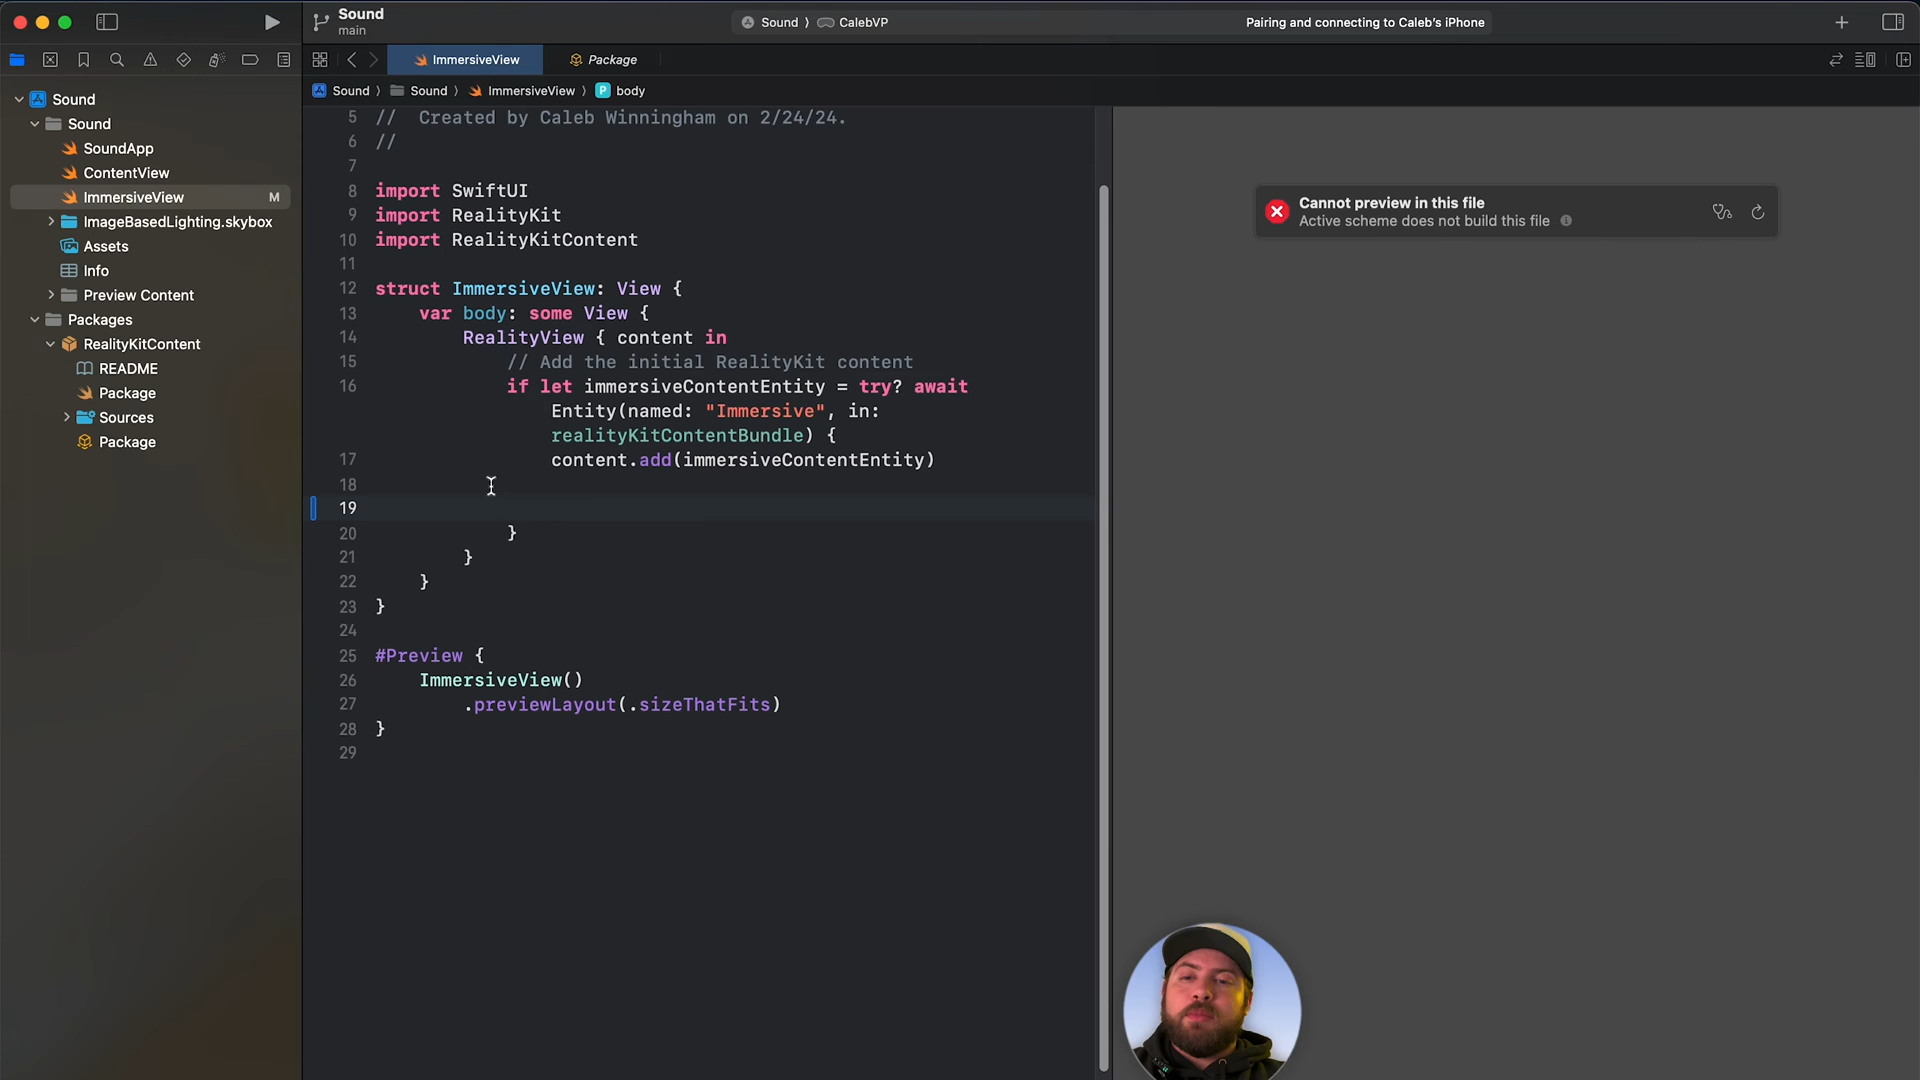 Sound
main
Sound 〉 CalebVP
Pairing and connecting to Caleb's iPhone
ImmersiveView
Package
Sound 〉 Sound 〉 ImmersiveView 〉 P body
Sound
Sound
SoundApp
ContentView
ImmersiveView M
ImageBasedLighting.skybox
Assets
Info
Preview Content
Packages
RealityKitContent
README
Package
Sources
Package
5 //  Created by Caleb Winningham on 2/24/24.
6 //
7
8 import SwiftUI
9 import RealityKit
10 import RealityKitContent
11
12 struct ImmersiveView: View {
13     var body: some View {
14         RealityView { content in
15             // Add the initial RealityKit content
16             if let immersiveContentEntity = try? await
                Entity(named: "Immersive", in:
                realityKitContentBundle) {
17                 content.add(immersiveContentEntity)
18
19
20             }
21         }
22     }
23 }
24
25 #Preview {
26     ImmersiveView()
27         .previewLayout(.sizeThatFits)
28 }
29
Cannot preview in this file
Active scheme does not build this file